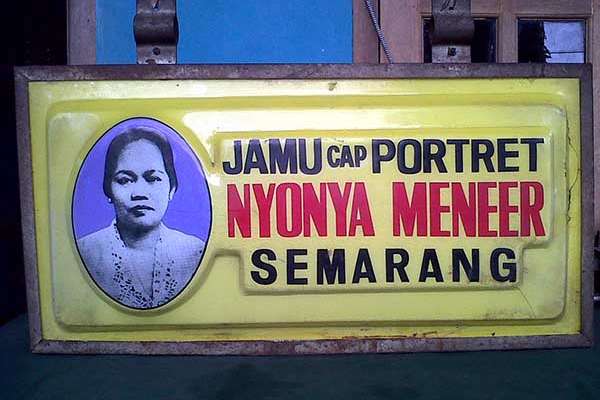 JAMU CAP PORTRET
NYONYA MENEER
SEMARANG